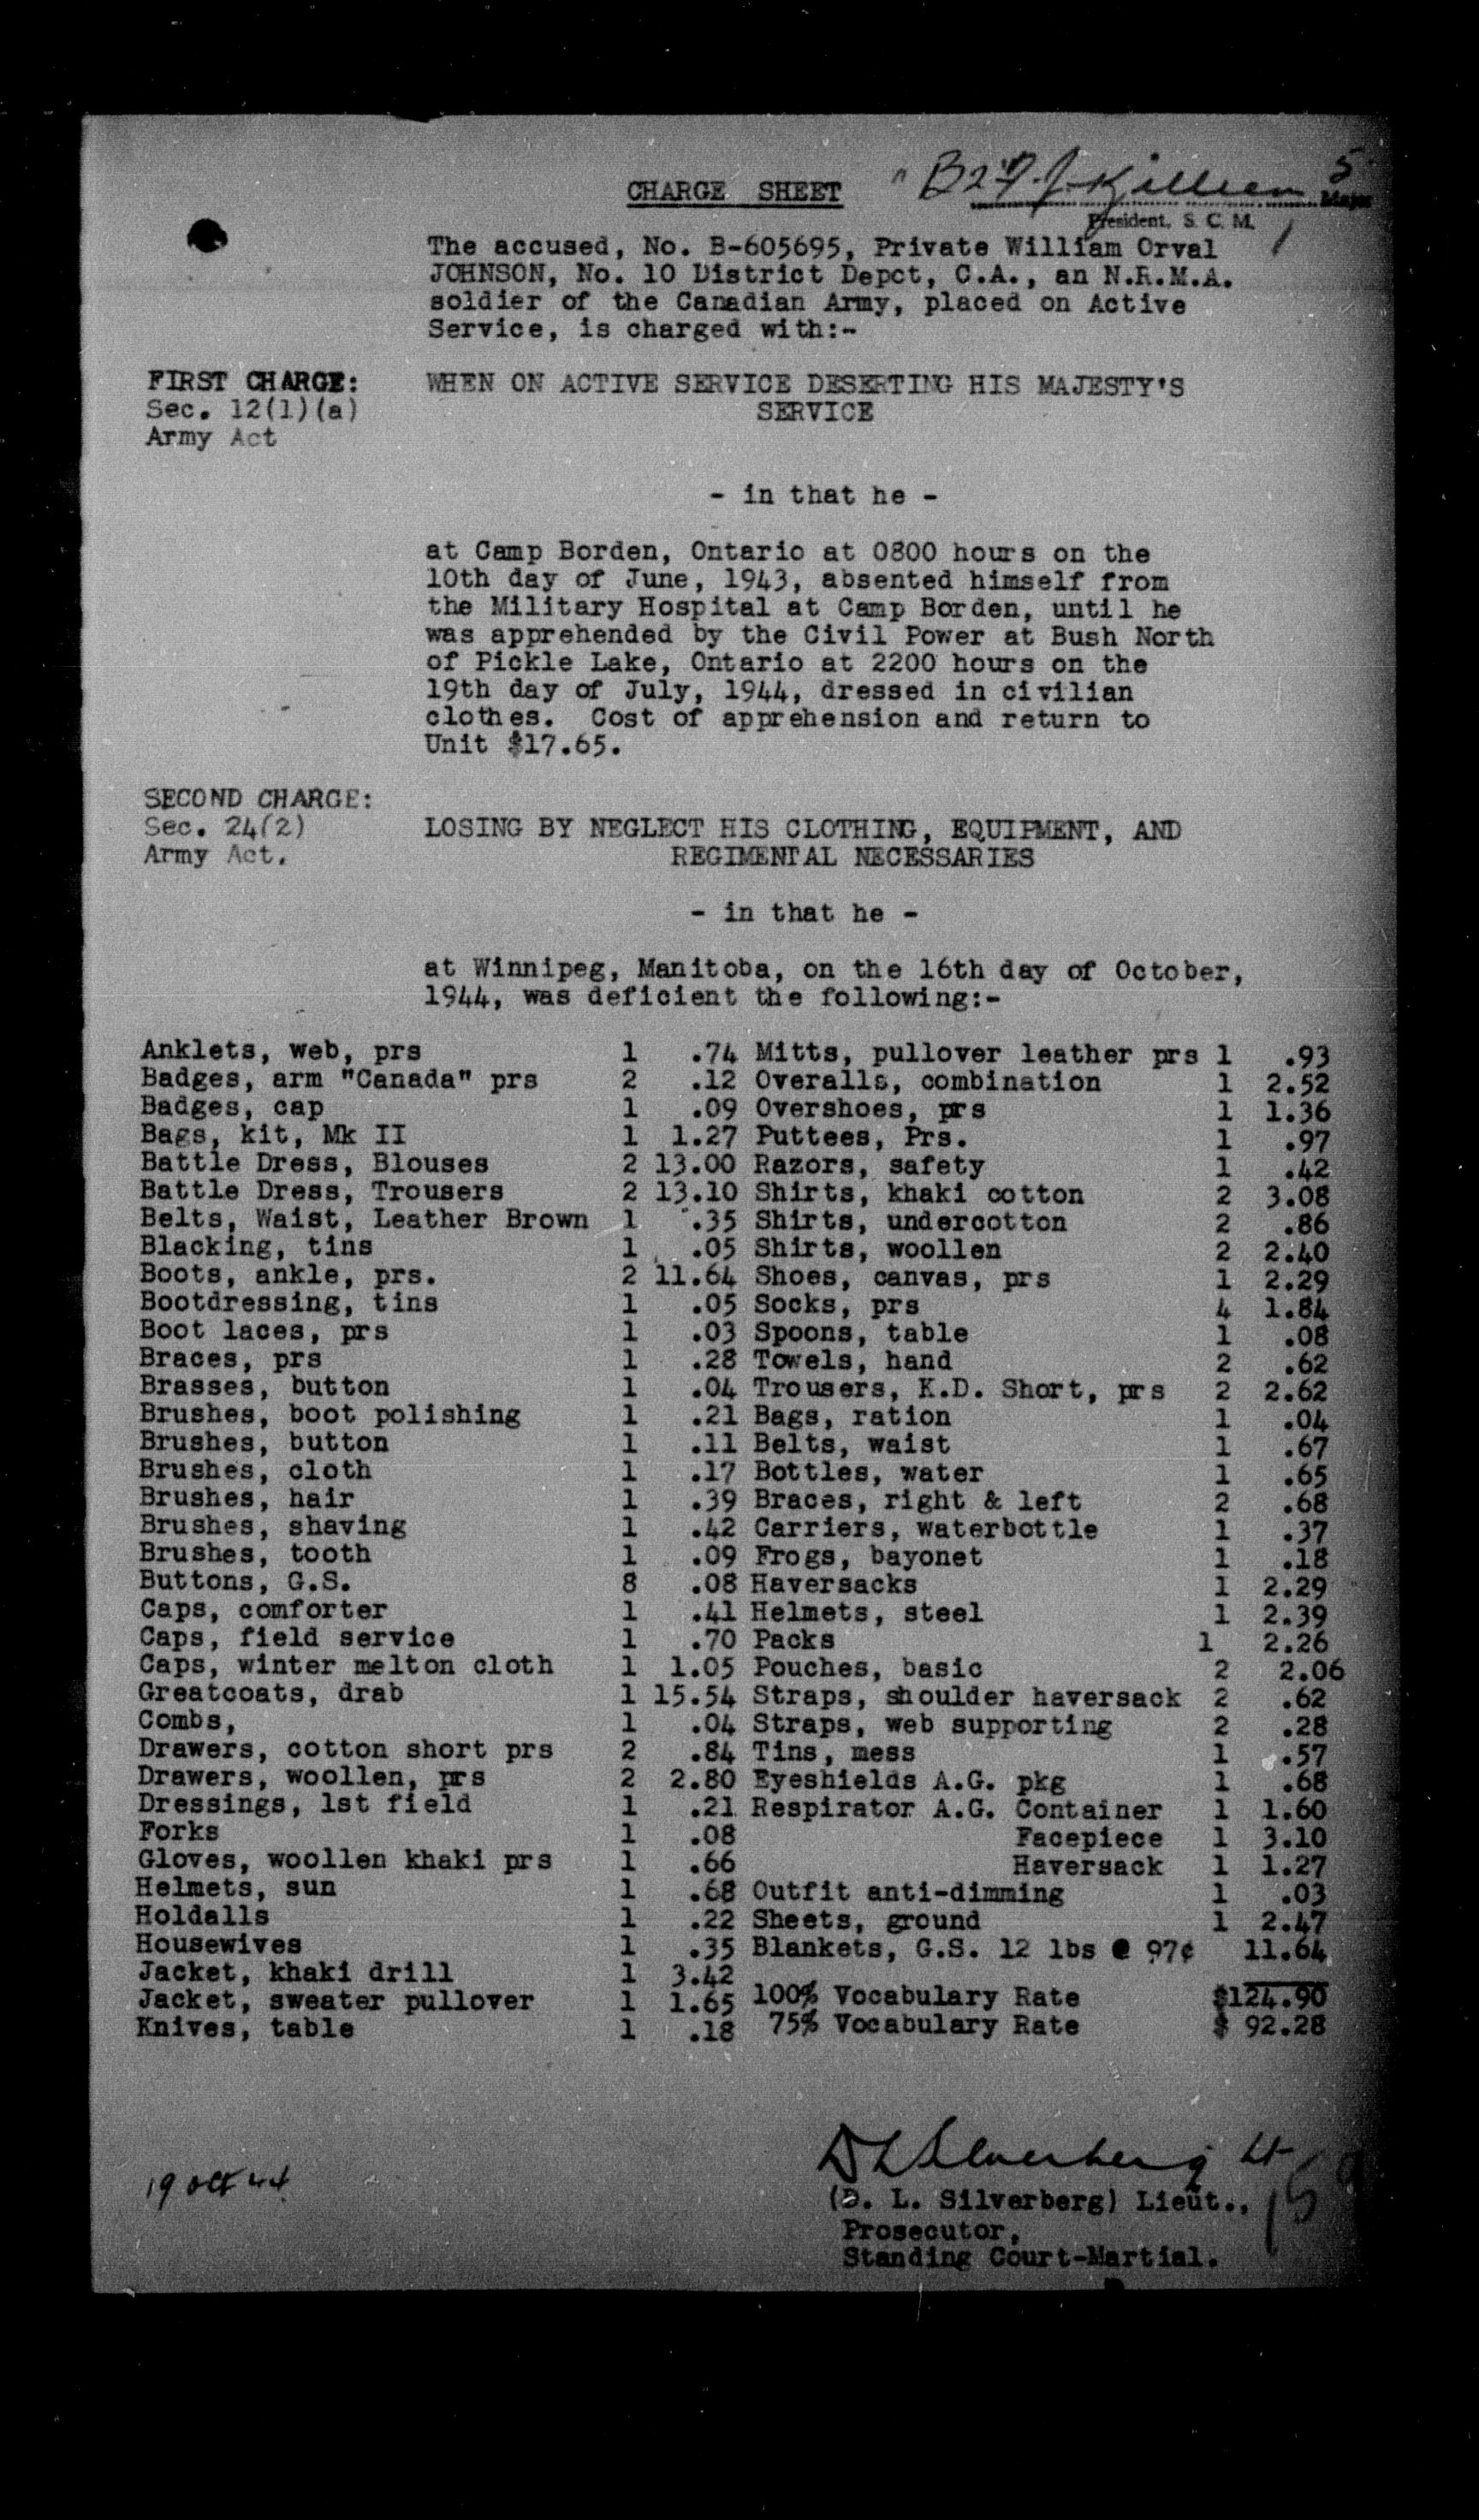 CHARGE SHEET
"B2" J. Killeen 5
Major
President, S. C. M.
The accused, No. B-605695, Private William Orval
JOHNSON, No. 10 District Depot, C.A., an N.R.M.A.
soldier of the Canadian Army, placed on Active
Service, is charged with:-
FIRST CHARGE: WHEN ON ACTIVE SERVICE DESERTING HIS MAJESTY'S
Sec. 12(1)(a) SERVICE
Army Act
- in that he -
at Camp Borden, Ontario at 0800 hours on the
10th day of June, 1943, absented himself from
the Military Hospital at Camp Borden, until he
was apprehended by the Civil Power at Bush North
of Pickle Lake, Ontario at 2200 hours on the
19th day of July, 1944, dressed in civilian
clothes. Cost of apprehension and return to
Unit $17.65.
SECOND CHARGE:
Sec. 24(2) LOSING BY NEGLECT HIS CLOTHING, EQUIPMENT, AND
Army Act. REGIMENTAL NECESSARIES
- in that he -
at Winnipeg, Manitoba, on the 16th day of October,
1944, was deficient the following:-
Anklets, web, prs 1 .74 Mitts, pullover leather prs 1 .93
Badges, arm "Canada" prs 2 .12 Overalls, combination 1 2.52
Badges, cap 1 .09 Overshoes, prs 1 1.36
Bags, kit, Mk II 1 1.27 Puttees, Prs. 1 .97
Battle Dress, Blouses 2 13.00 Razors, safety 1 .42
Battle Dress, Trousers 2 13.10 Shirts, khaki cotton 2 3.08
Belts, Waist, Leather Brown 1 .35 Shirts, undercotton 2 .86
Blacking, tins 1 .05 Shirts, woollen 2 2.40
Boots, ankle, prs. 2 11.64 Shoes, canvas, prs 1 2.29
Bootdressing, tins 1 .05 Socks, prs 4 1.84
Boot laces, prs 1 .03 Spoons, table 1 .08
Braces, prs 1 .28 Towels, hand 2 .62
Brasses, button 1 .04 Trousers, K.D. Short, prs 2 2.62
Brushes, boot polishing 1 .21 Bags, ration 1 .04
Brushes, button 1 .11 Belts, waist 1 .67
Brushes, cloth 1 .17 Bottles, water 1 .65
Brushes, hair 1 .39 Braces, right & left 2 .68
Brushes, shaving 1 .42 Carriers, waterbottle 1 .37
Brushes, tooth 1 .09 Frogs, bayonet 1 .18
Buttons, G.S. 8 .08 Haversacks 1 2.29
Caps, comforter 1 .41 Helmets, steel 1 2.39
Caps, field service 1 .70 Packs 1 2.26
Caps, winter melton cloth 1 1.05 Pouches, basic 2 2.06
Greatcoats, drab 1 15.54 Straps, shoulder haversack 2 .62
Combs, 1 .04 Straps, web supporting 2 .28
Drawers, cotton short prs 2 .84 Tins, mess 1 .57
Drawers, woollen, prs 2 2.80 Eyeshields A.G. pkg 1 .68
Dressings, 1st field 1 .21 Respirator A.G. Container 1 1.60
Forks 1 .08 Facepiece 1 3.10
Gloves, woollen khaki prs 1 .66 Haversack 1 1.27
Helmets, sun 1 .68 Outfit anti-dimming 1 .03
Holdalls 1 .22 Sheets, ground 1 2.47
Housewives 1 .35 Blankets, G.S. 12 lbs @ 97¢ 11.64
Jacket, khaki drill 1 3.42
Jacket, sweater pullover 1 1.65 100% Vocabulary Rate $124.90
Knives, table 1 .18 75% Vocabulary Rate $ 92.28
D L Silverberg Lt
19 Oct 44
(D. L. Silverberg) Lieut.,
Prosecutor,
Standing Court-Martial.